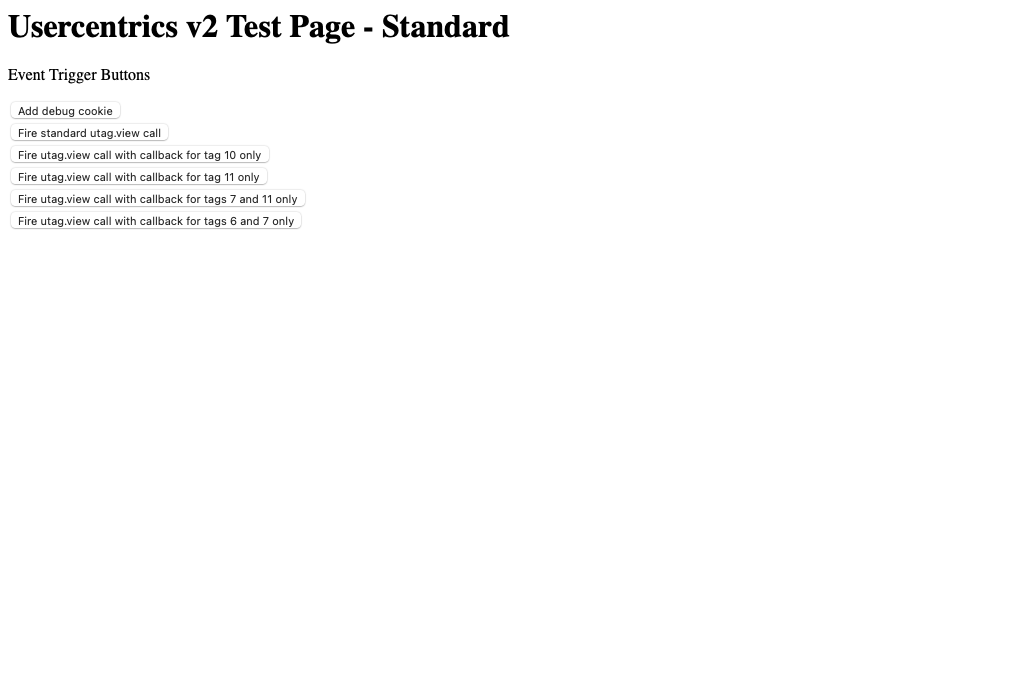 Usercentrics v2 Test Page - Standard
Event Trigger Buttons
Add debug cookie
Fire standard utag.view call
Fire utag.view call with callback for tag 10 only
Fire utag.view call with callback for tag 11 only
Fire utag.view call with callback for tags 7 and 11 only
Fire utag.view call with callback for tags 6 and 7 only